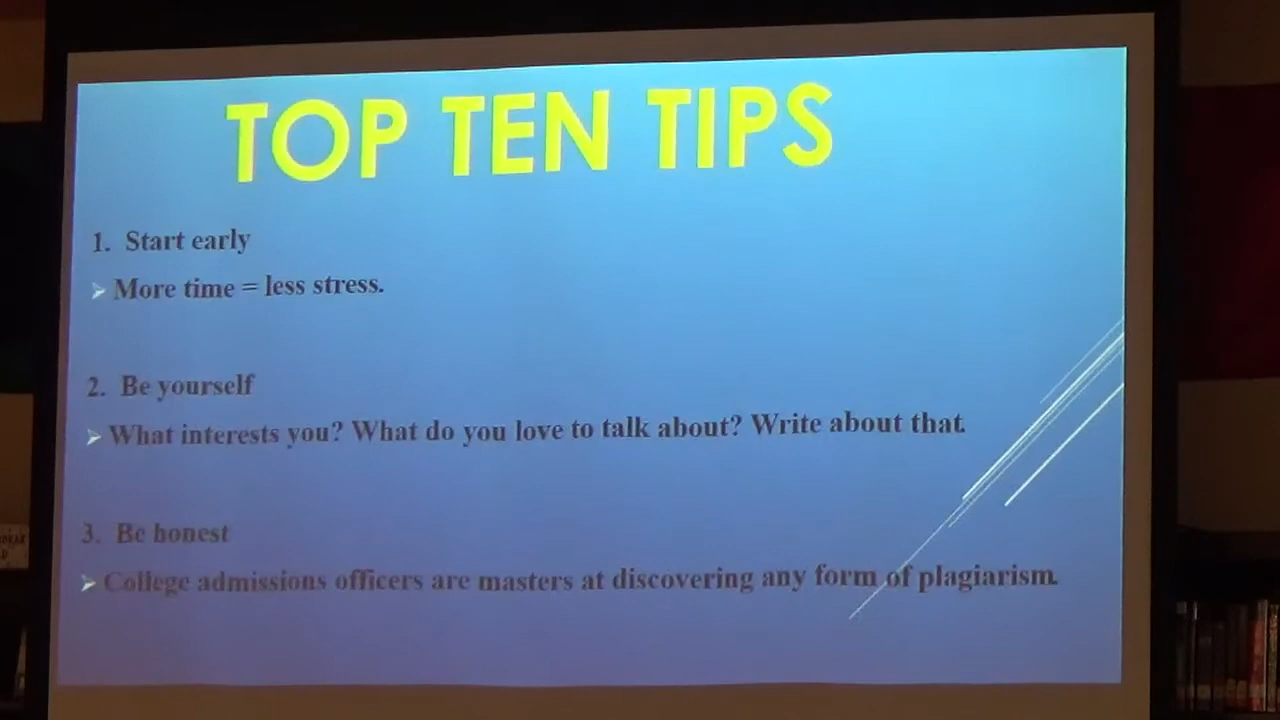 TOP TEN TIPS
1. Start early
More time = less stress.
2. Be yourself
What interests you? What do you love to talk about? Write about that.
3. Be honest
College admissions officers are masters at discovering any form of plagiarism.